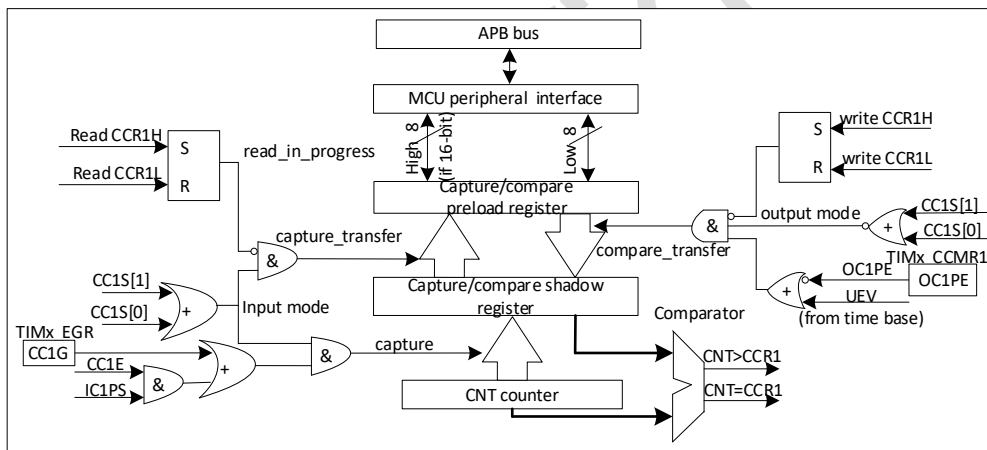 APB bus
MCU peripheral interface
Read CCR1H
Read CCR1L
S
R
read_in_progress
High 8
(if 16-bit)
Low 8
S
R
write CCR1H
write CCR1L
Capture/compare
preload register
&
capture_transfer
compare_transfer
&
output mode
+
CC1S[1]
CC1S[0]
TIMx_CCMR1
OC1PE
OC1PE
+
UEV
(from time base)
CC1S[1]
CC1S[0]
+
Input mode
Capture/compare shadow
register
TIMx EGR
CC1G
CC1E
IC1PS
&
+
&
capture
CNT counter
Comparator
CNT>CCR1
CNT=CCR1